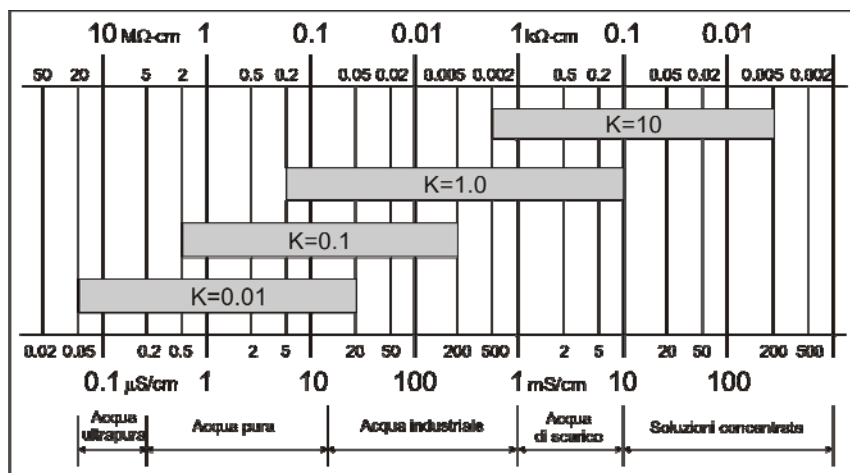 10 MΩ-cm 1 0.1 0.01 1 kΩ-cm 0.1 0.01
50 20 5 2 0.5 0.2 0.05 0.02 0.005 0.002 0.5 0.2 0.05 0.02 0.005 0.002
K=10
K=1.0
K=0.1
K=0.01
0.02 0.05 0.2 0.5 2 5 20 50 200 500 2 5 20 50 200 500
0.1 µS/cm 1 10 100 1 mS/cm 10 100
Acqua
ultrapura
Acqua pura
Acqua industriale
Acqua
di scarico
Soluzioni concentrate